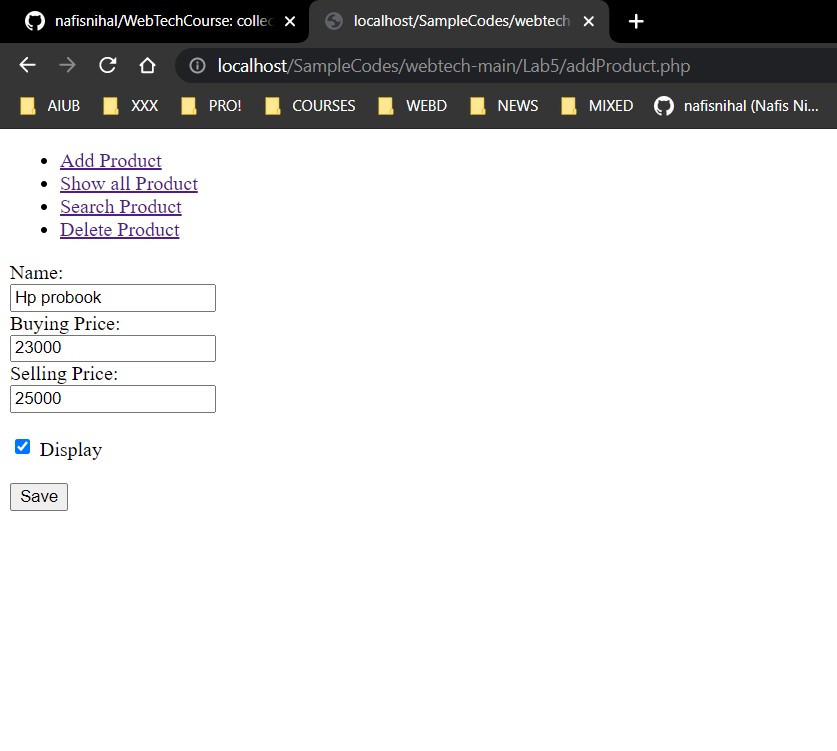 nafisnihal/WebTechCourse: collec
localhost/SampleCodes/webtech
localhost/SampleCodes/webtech-main/Lab5/addProduct.php
AIUB XXX PRO! COURSES WEBD NEWS MIXED nafisnihal (Nafis Ni...
Add Product
Show all Product
Search Product
Delete Product
Name:
Hp probook
Buying Price:
23000
Selling Price:
25000
Display
Save